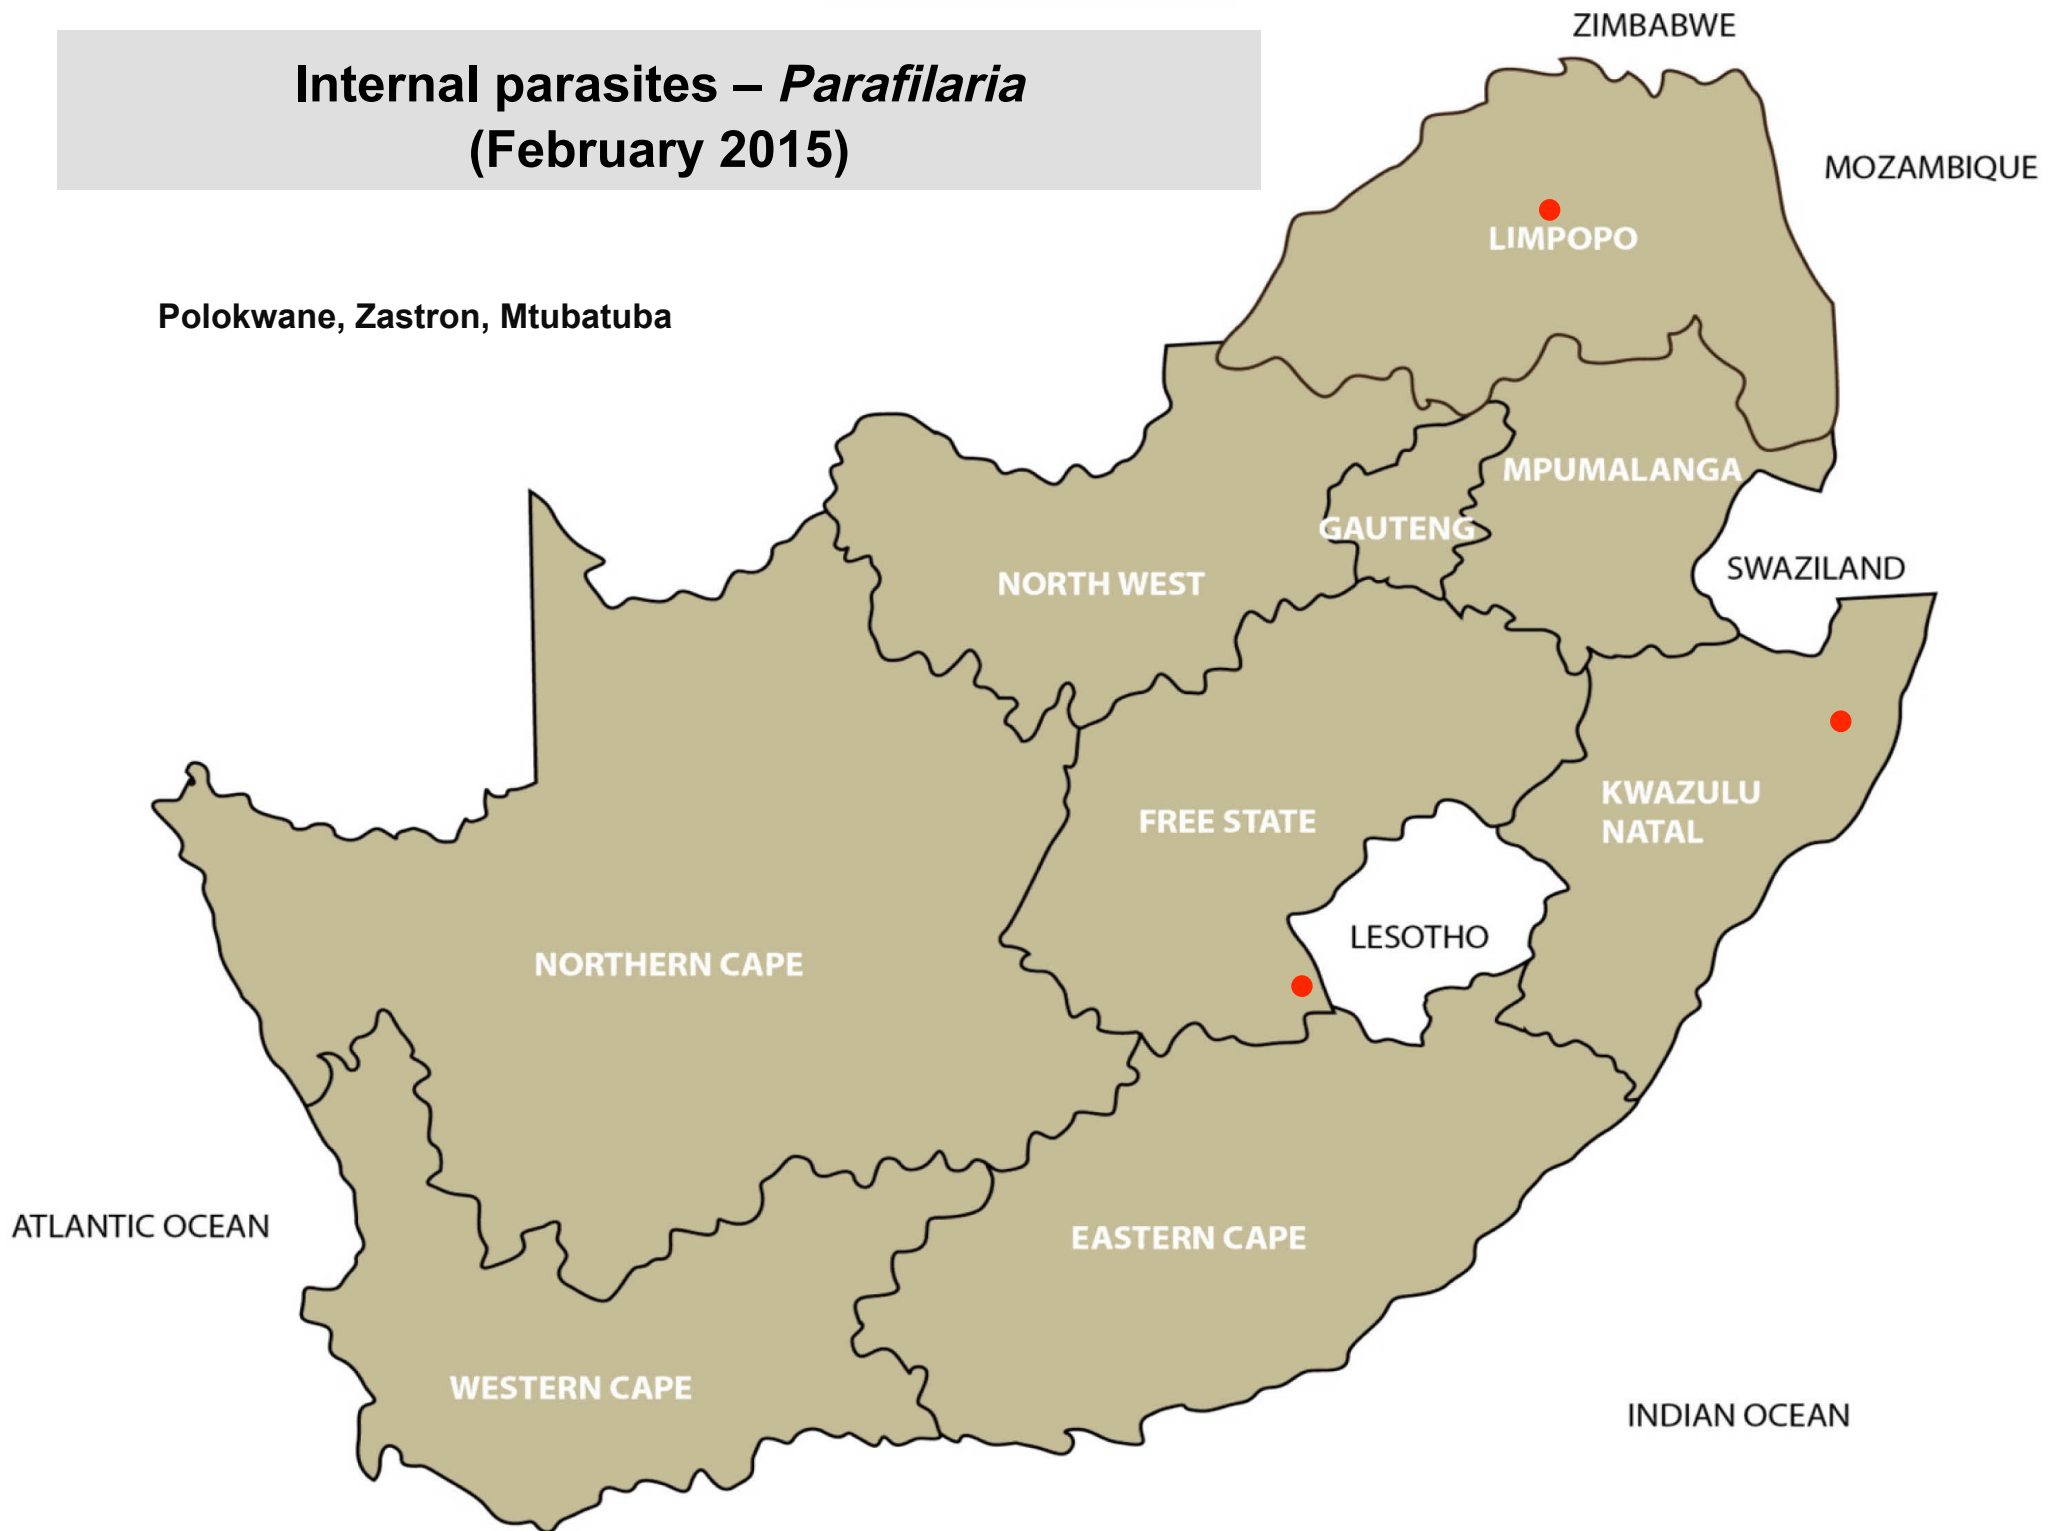 Internal parasites – Parafilaria
(February 2015)
Polokwane, Zastron, Mtubatuba
ZIMBABWE
MOZAMBIQUE
LIMPOPO
MPUMALANGA
GAUTENG
SWAZILAND
NORTH WEST
KWAZULU
NATAL
FREE STATE
LESOTHO
NORTHERN CAPE
ATLANTIC OCEAN
EASTERN CAPE
WESTERN CAPE
INDIAN OCEAN